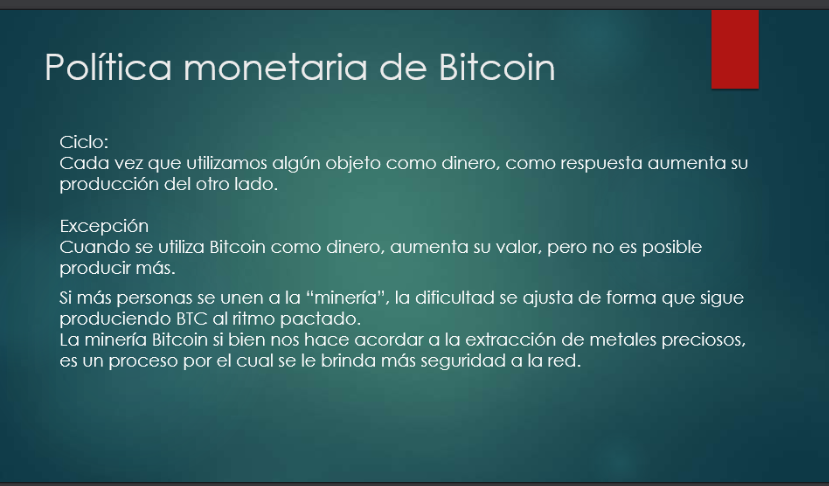 Política monetaria de Bitcoin
Ciclo:
Cada vez que utilizamos algún objeto como dinero, como respuesta aumenta su
producción del otro lado.
Excepción
Cuando se utiliza Bitcoin como dinero, aumenta su valor, pero no es posible
producir más.
Si más personas se unen a la “minería”, la dificultad se ajusta de forma que sigue
produciendo BTC al ritmo pactado.
La minería Bitcoin si bien nos hace acordar a la extracción de metales preciosos,
es un proceso por el cual se le brinda más seguridad a la red.